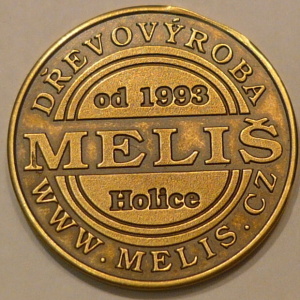 DŘEVOVÝROBA
od 1993
MELIŠ
Holice
WWW.MELIS.CZ